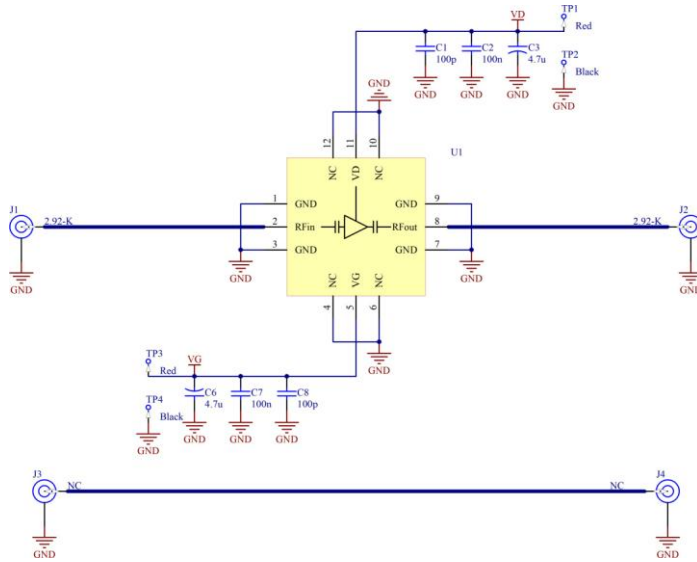 VD
TP1
Red
C1
100p
C2
100n
C3
4.7u
TP2
Black
GND
GND
GND
GND
GND
12
11
10
U1
NC
VD
NC
1
GND
GND
9
J1
2.92-K
2
RFin
RFout
8
2.92-K
J2
3
GND
GND
7
GND
GND
GND
GND
NC
VG
NC
4
5
6
GND
TP3
Red
VG
C6
4.7u
C7
100n
C8
100p
TP4
Black
GND
GND
GND
GND
J3
NC
NC
J4
GND
GND